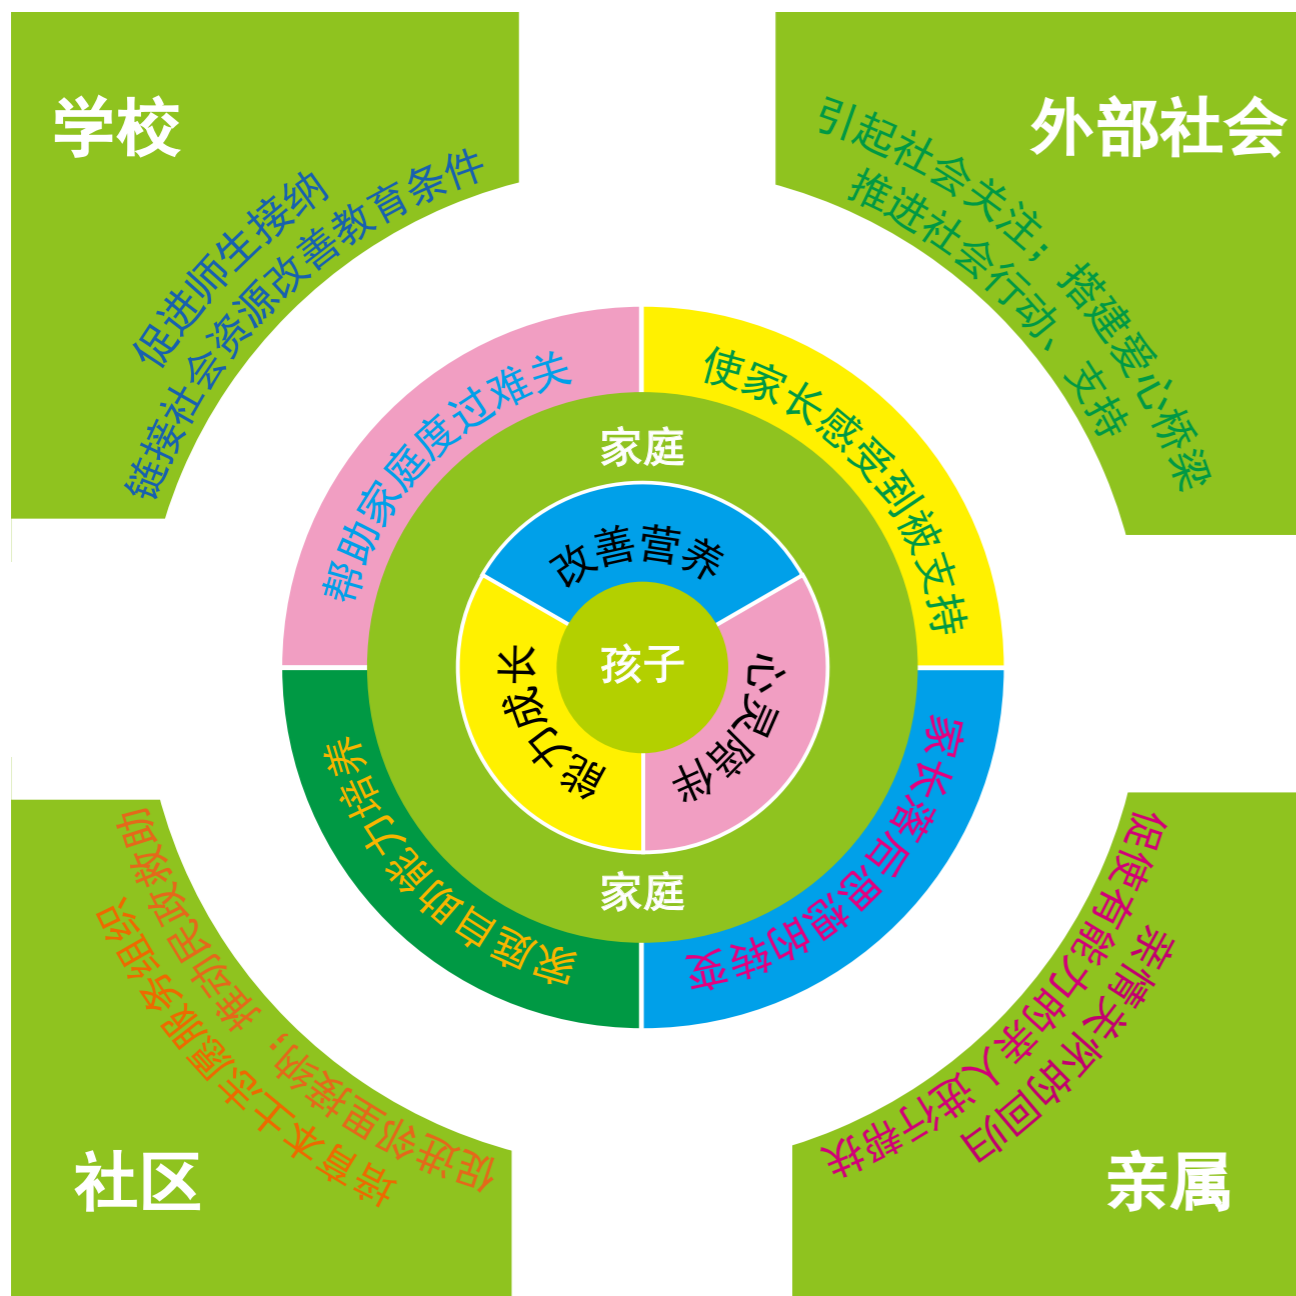 学校
促进师生接纳
链接社会资源改善教育条件
外部社会
引起社会关注；搭建爱心桥梁
推进社会行动、支持
帮助家庭度过难关
使家长感受到被支持
家庭
改善营养
孩子
能力成长
心灵陪伴
家庭
家庭自助能力培养
家长落后思想的转变
促进邻里接纳；推动民政救助
培育本土志愿服务组织、
社区
促使有能力的亲人进行帮扶
亲情关怀的回归
亲属